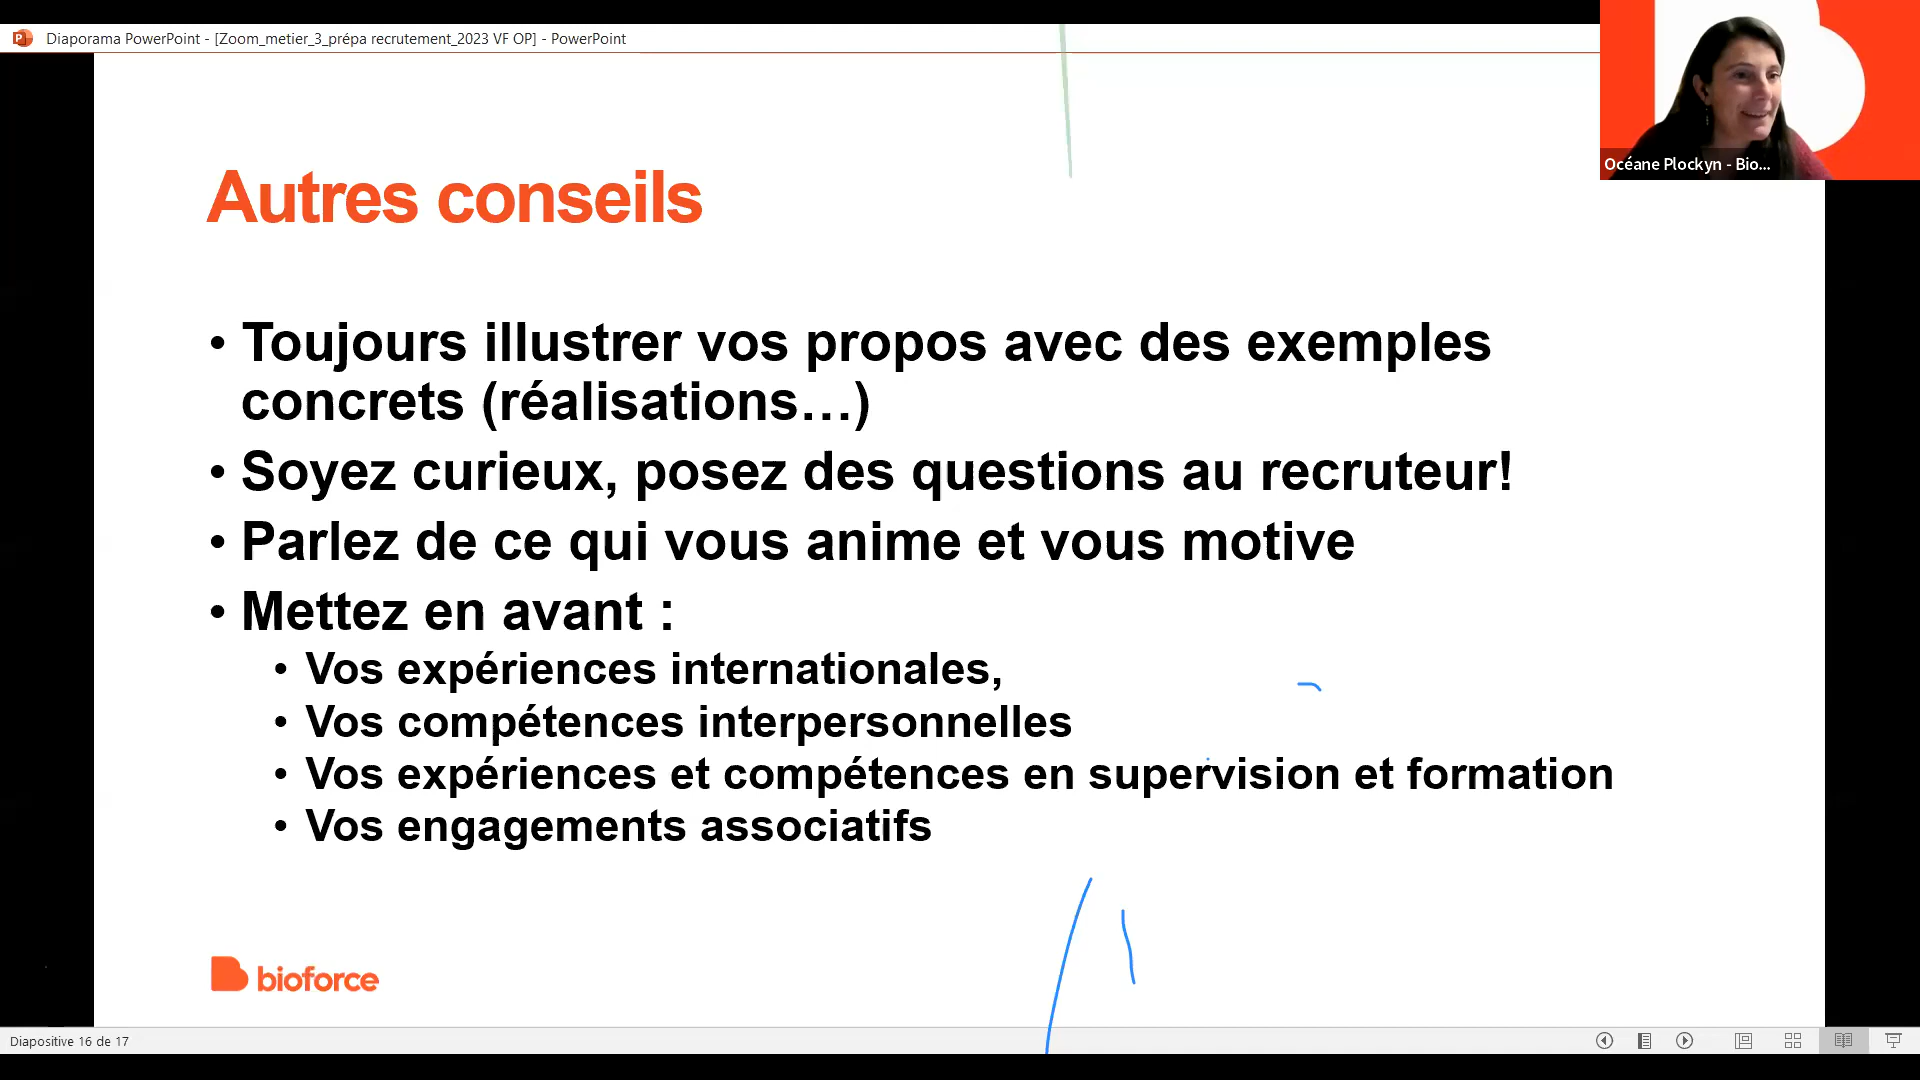 Diaporama PowerPoint - [Zoom_metier_3_prépa recrutement_2023 VF OP] - PowerPoint
Océane Plockyn - Bio...
Autres conseils
• Toujours illustrer vos propos avec des exemples
concrets (réalisations…)
• Soyez curieux, posez des questions au recruteur!
• Parlez de ce qui vous anime et vous motive
• Mettez en avant :
• Vos expériences internationales,
• Vos compétences interpersonnelles
• Vos expériences et compétences en supervision et formation
• Vos engagements associatifs
bioforce
Diapositive 16 de 17